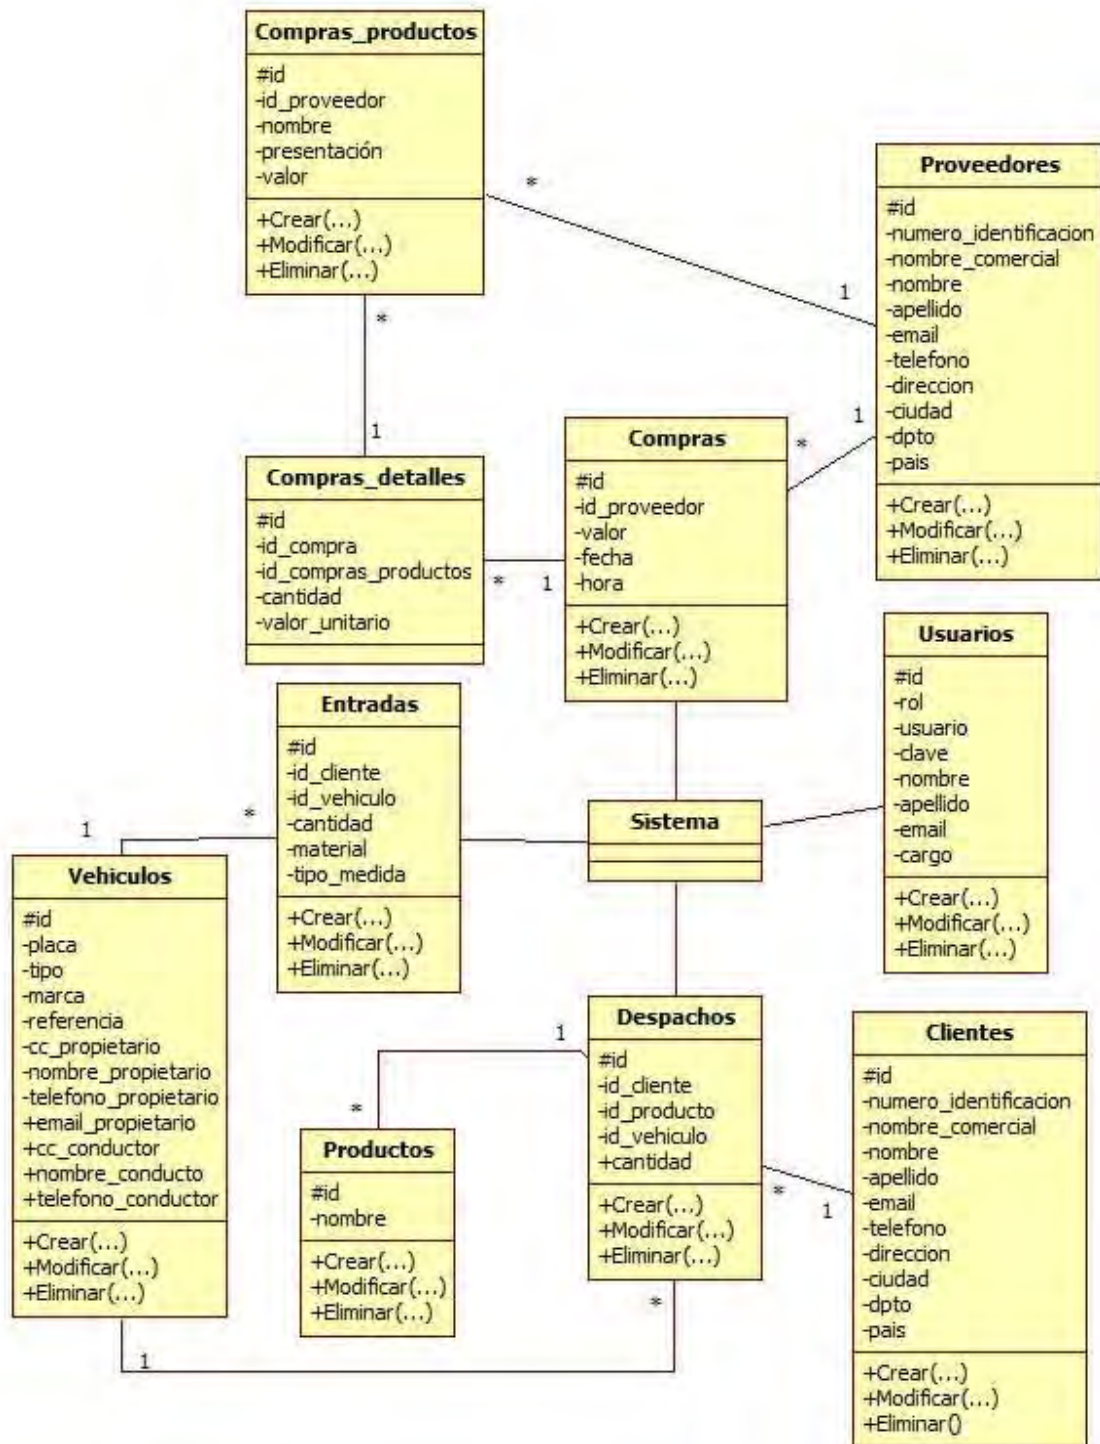 Compras_productos
#id
-id_proveedor
-nombre
-presentación
-valor
+Crear(...)
+Modificar(...)
+Eliminar(...)
*
1
*
1
Proveedores
#id
-numero_identificacion
-nombre_comercial
-nombre
-apellido
-email
-telefono
-direccion
-ciudad
-dpto
-pais
+Crear(...)
+Modificar(...)
+Eliminar(...)
Compras_detalles
#id
-id_compra
-id_compras_productos
-cantidad
-valor_unitario
*
1
Compras
#id
-id_proveedor
-valor
-fecha
-hora
+Crear(...)
+Modificar(...)
+Eliminar(...)
*
1
Usuarios
#id
-rol
-usuario
-clave
-nombre
-apellido
-email
-cargo
+Crear(...)
+Modificar(...)
+Eliminar(...)
Entradas
#id
-id_cliente
-id_vehiculo
-cantidad
-material
-tipo_medida
+Crear(...)
+Modificar(...)
+Eliminar(...)
Sistema
1
*
Vehiculos
#id
-placa
-tipo
-marca
-referencia
-cc_propietario
-nombre_propietario
-telefono_propietario
+email_propietario
+cc_conductor
+nombre_conducto
+telefono_conductor
+Crear(...)
+Modificar(...)
+Eliminar(...)
1
*
Productos
#id
-nombre
+Crear(...)
+Modificar(...)
+Eliminar(...)
Despachos
#id
-id_cliente
-id_producto
-id_vehiculo
+cantidad
+Crear(...)
+Modificar(...)
+Eliminar(...)
*
1
*
1
Clientes
#id
-numero_identificacion
-nombre_comercial
-nombre
-apellido
-email
-telefono
-direccion
-ciudad
-dpto
-pais
+Crear(...)
+Modificar(...)
+Eliminar()